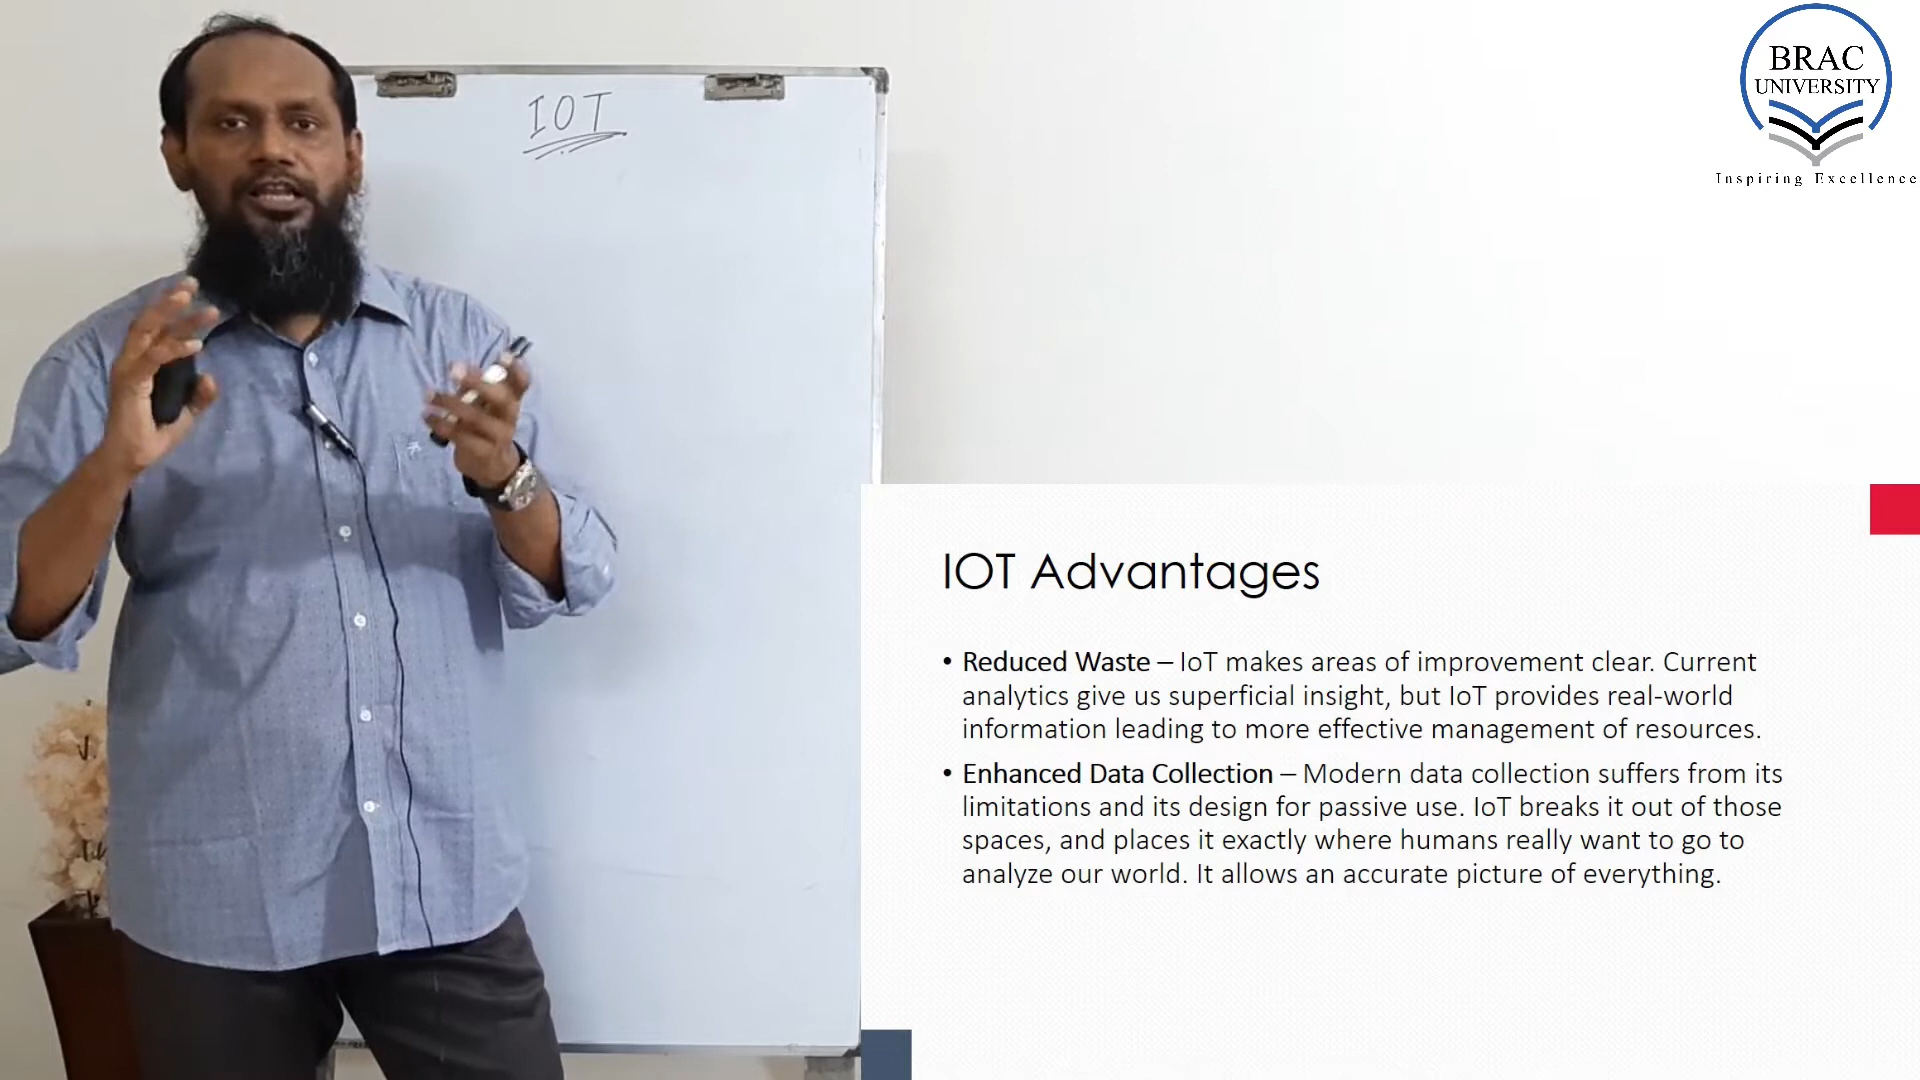 IOT
BRAC
UNIVERSITY
Inspiring Excellence
IOT Advantages
• Reduced Waste – IoT makes areas of improvement clear. Current
analytics give us superficial insight, but IoT provides real-world
information leading to more effective management of resources.
• Enhanced Data Collection – Modern data collection suffers from its
limitations and its design for passive use. IoT breaks it out of those
spaces, and places it exactly where humans really want to go to
analyze our world. It allows an accurate picture of everything.